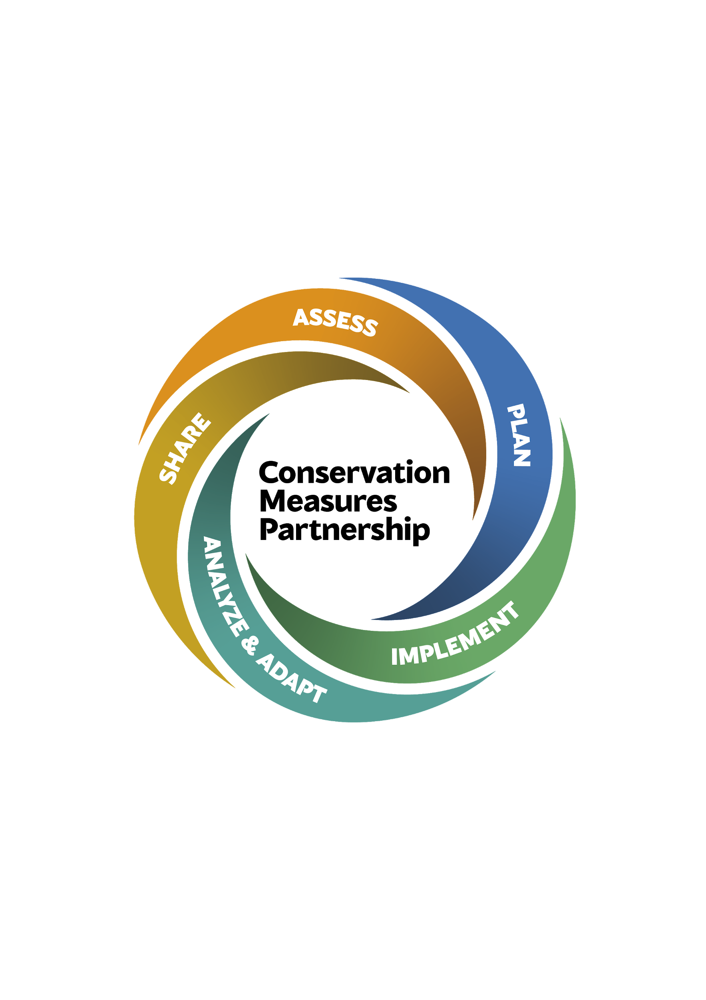 ASSESS
PLAN
IMPLEMENT
ANALYZE & ADAPT
SHARE
Conservation
Measures
Partnership